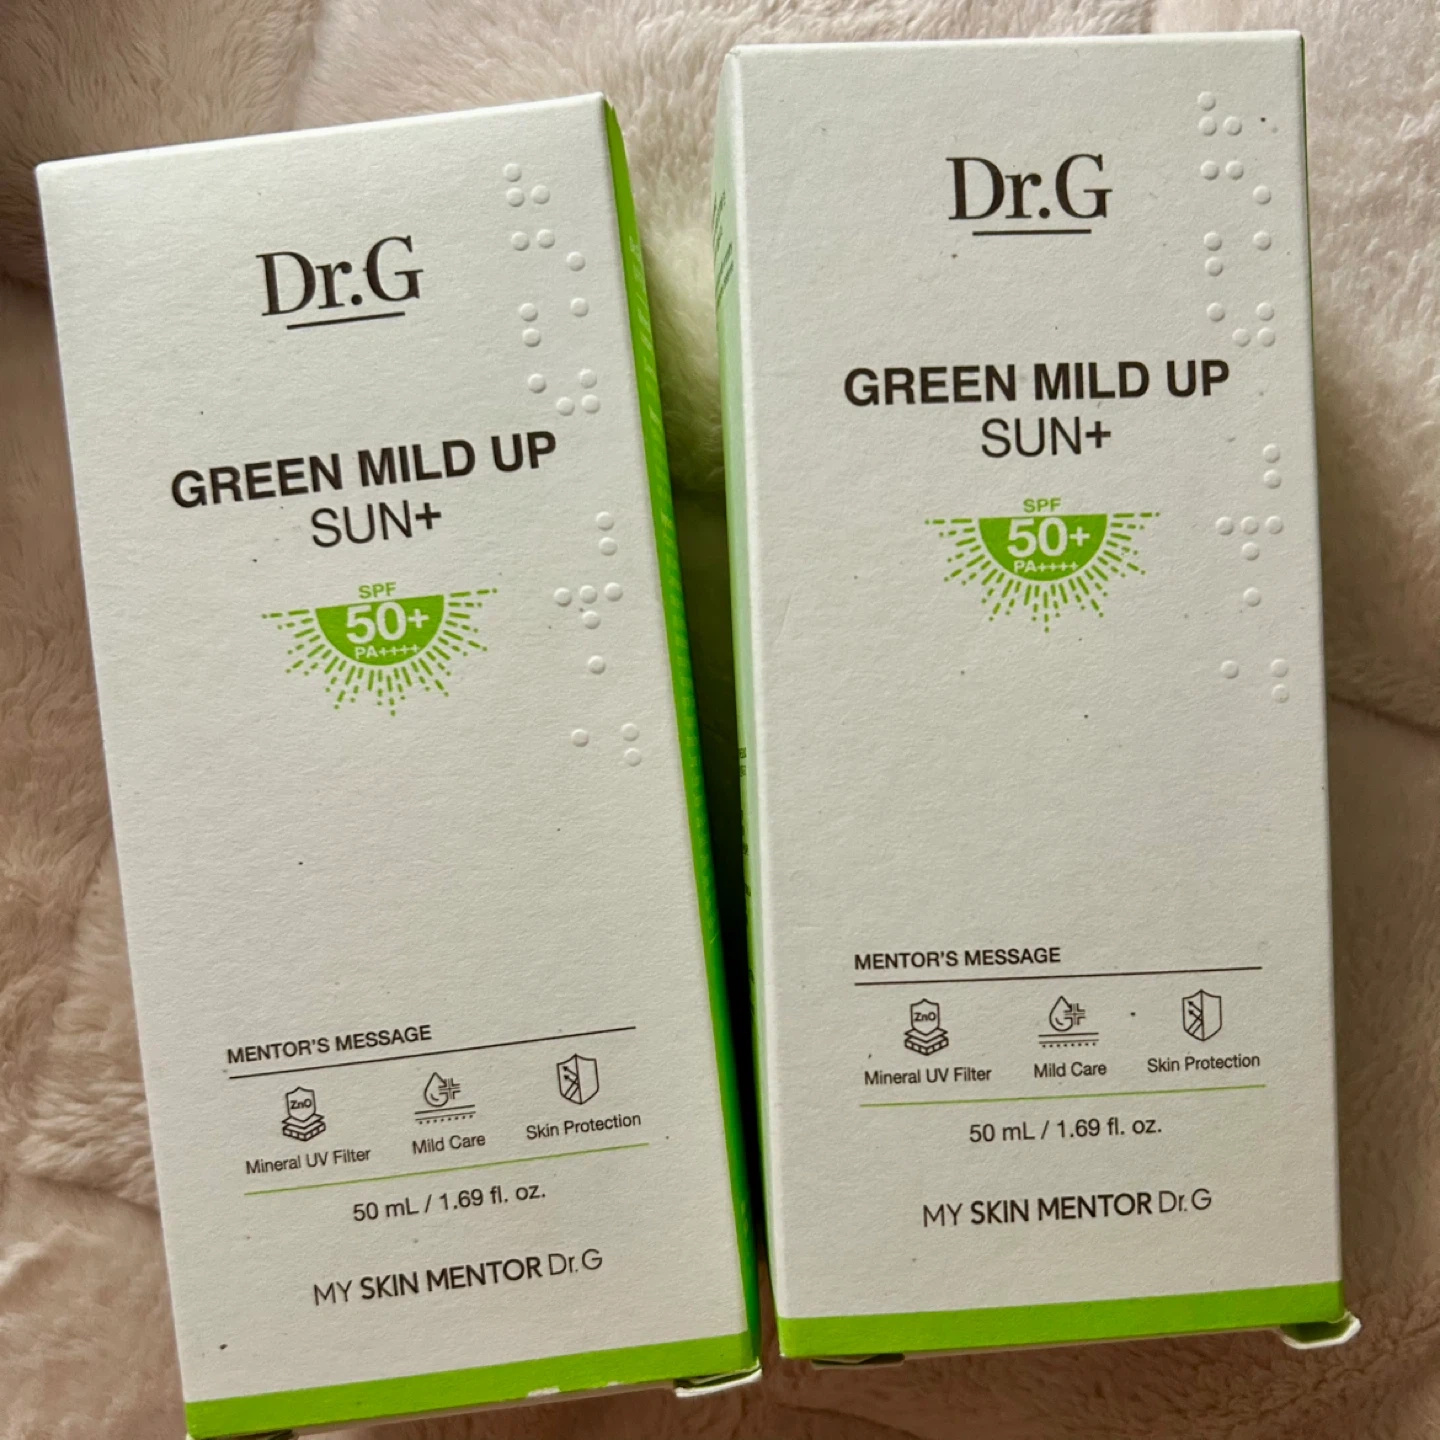 Dr.G
GREEN MILD UP
SUN+
SPF
50+
PA++++
MENTOR'S MESSAGE
ZnO
Mineral UV Filter
Mild Care
Skin Protection
50 mL / 1.69 fl. oz.
MY SKIN MENTOR Dr.G
Dr.G
GREEN MILD UP
SUN+
SPF
50+
PA++++
MENTOR'S MESSAGE
ZnO
Mineral UV Filter
Mild Care
Skin Protection
50 mL / 1.69 fl. oz.
MY SKIN MENTOR Dr.G